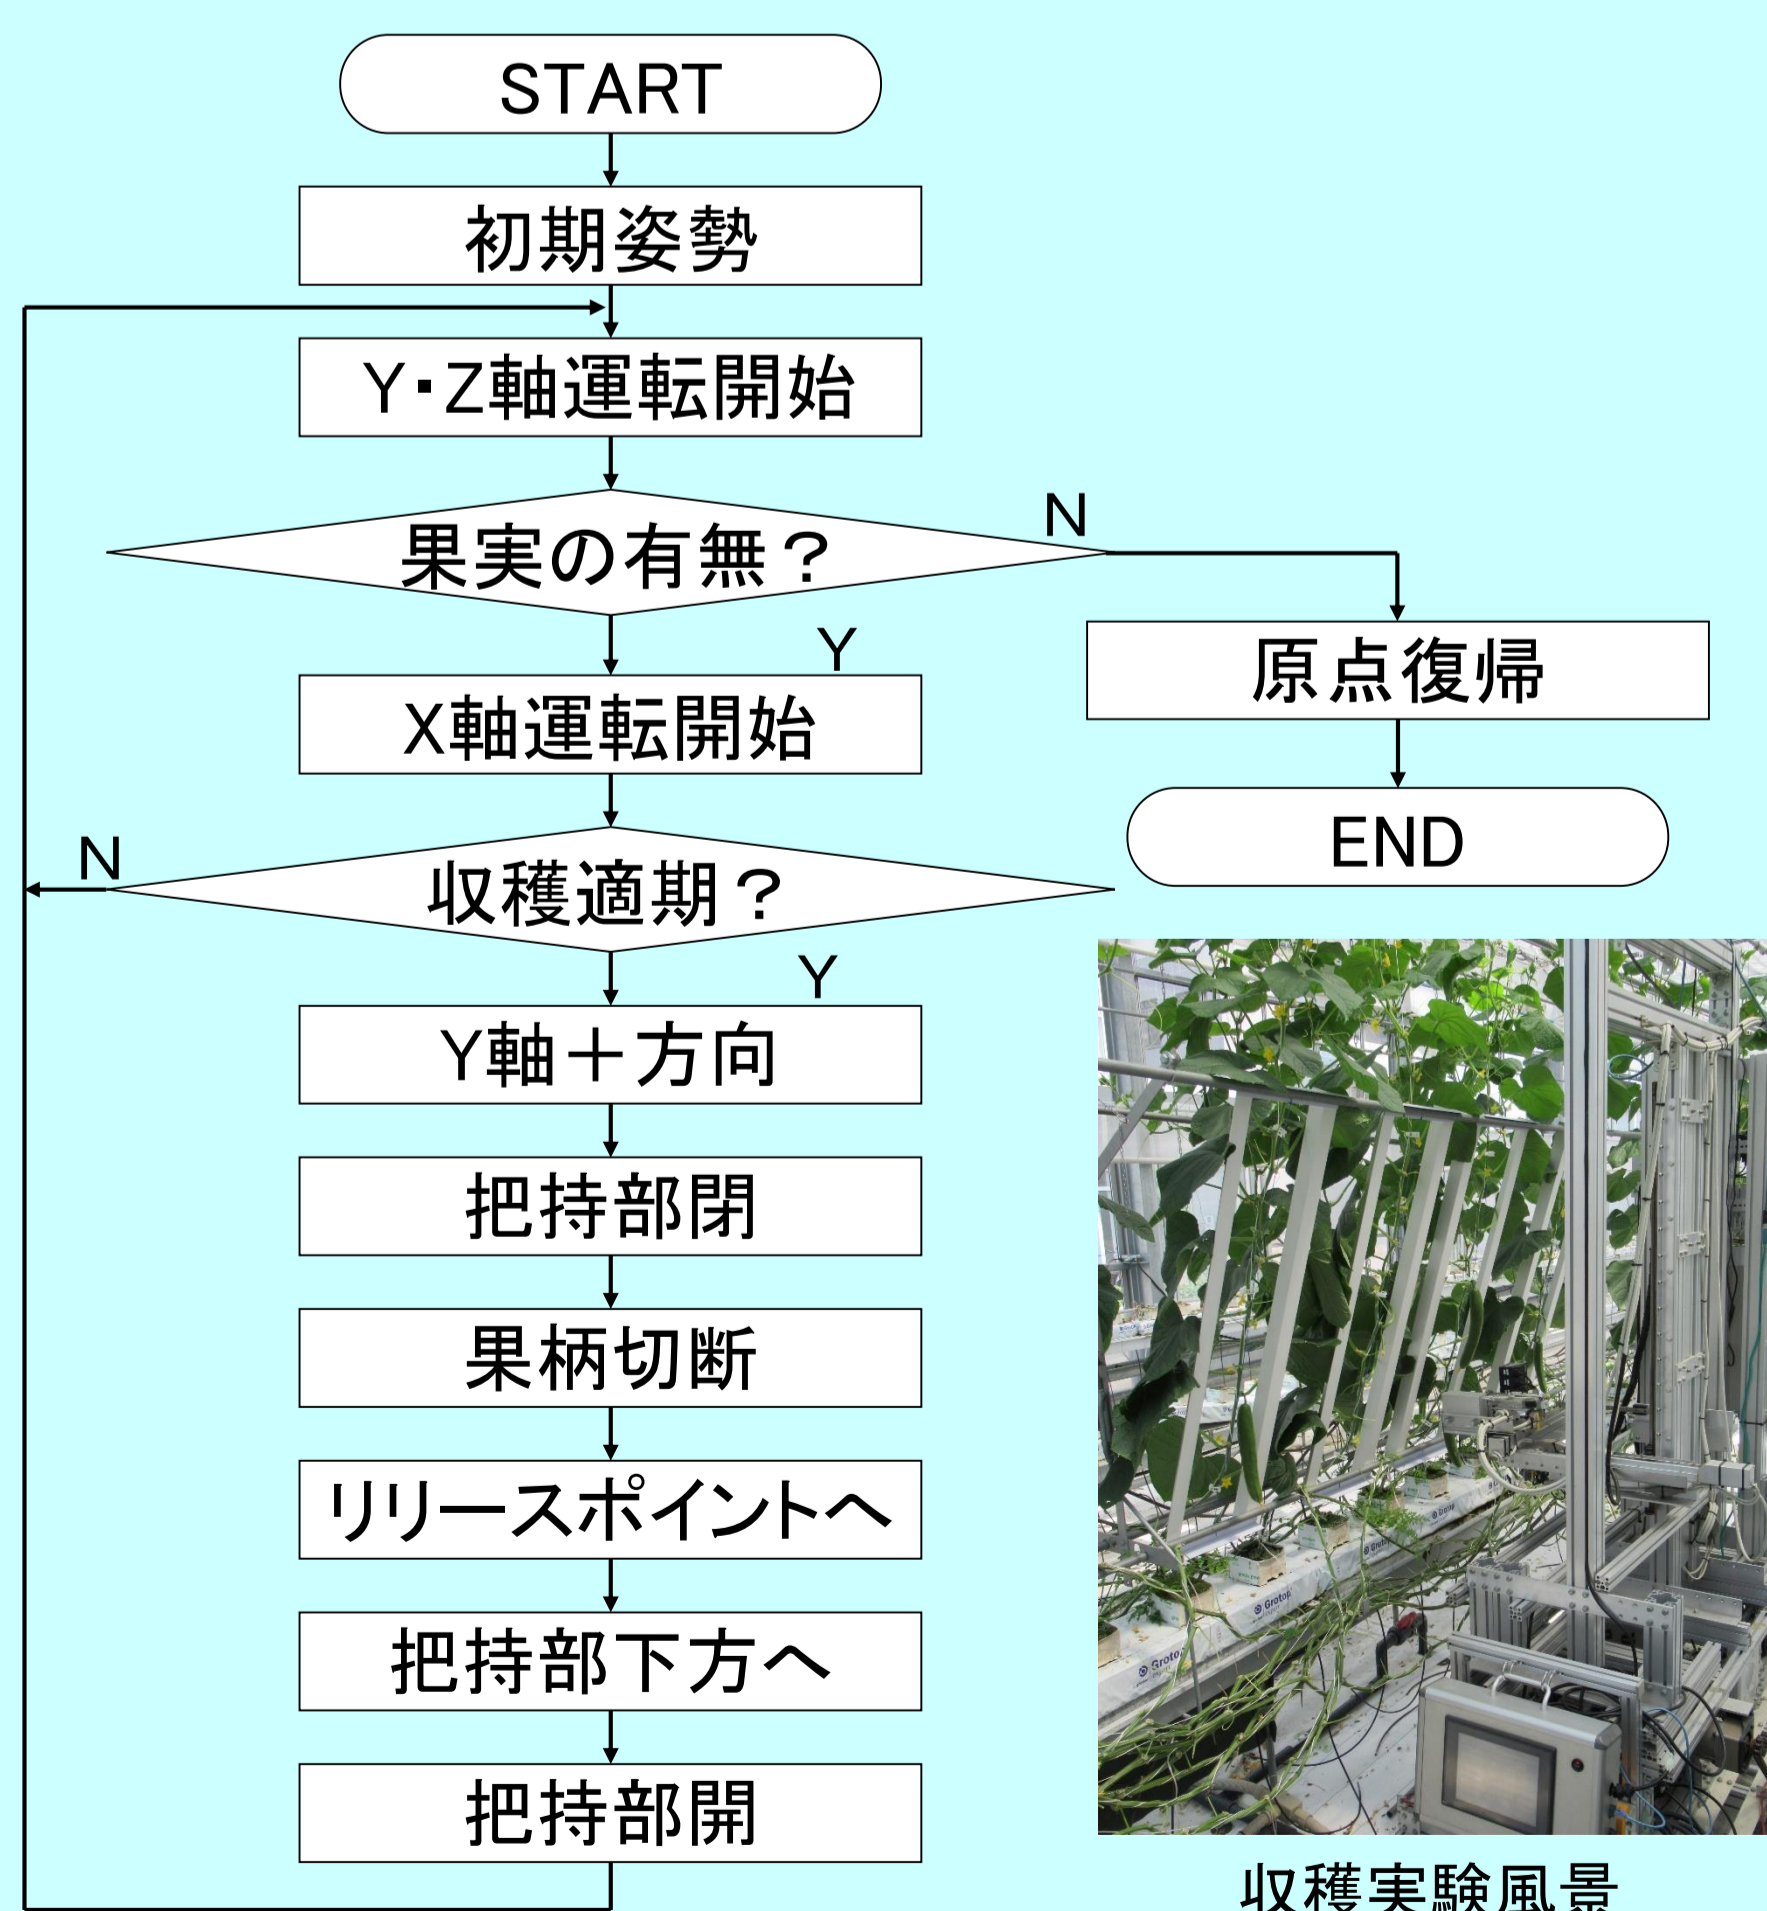 START
初期姿勢
Y・Z軸運転開始
果実の有無？
N
Y
X軸運転開始
原点復帰
END
N
収穫適期？
Y
Y軸＋方向
把持部閉
果柄切断
リリースポイントへ
把持部下方へ
把持部開
Grotop
Grotop
収穫実験風景